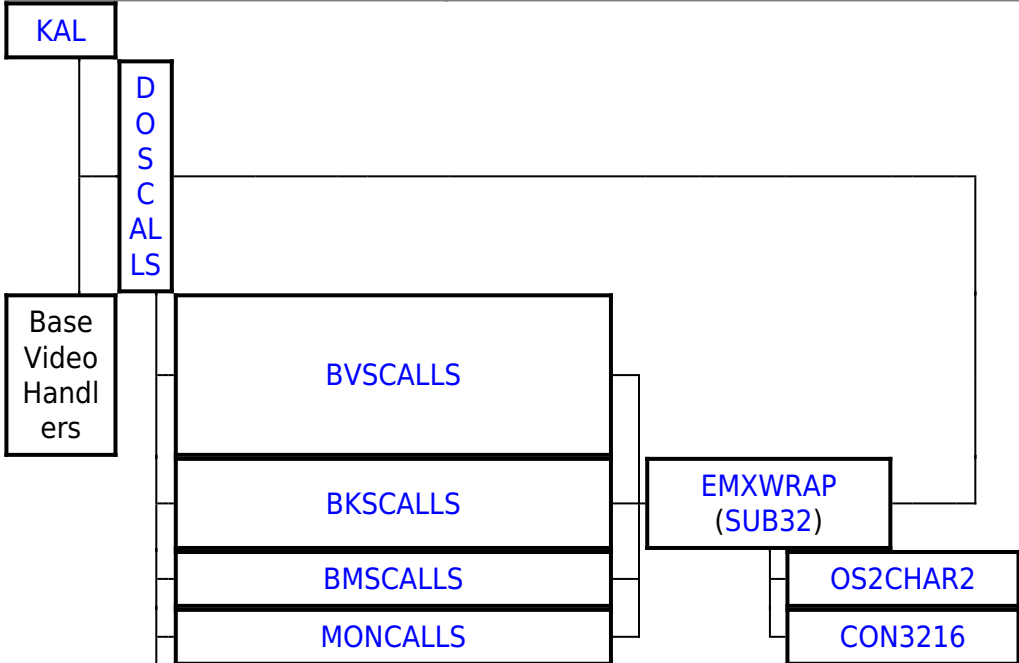 KAL
D
O
S
C
AL
LS
Base
Video
Handl
ers
BVSCALLS
BKSCALLS
EMXWRAP
(SUB32)
BMSCALLS
OS2CHAR2
MONCALLS
CON3216